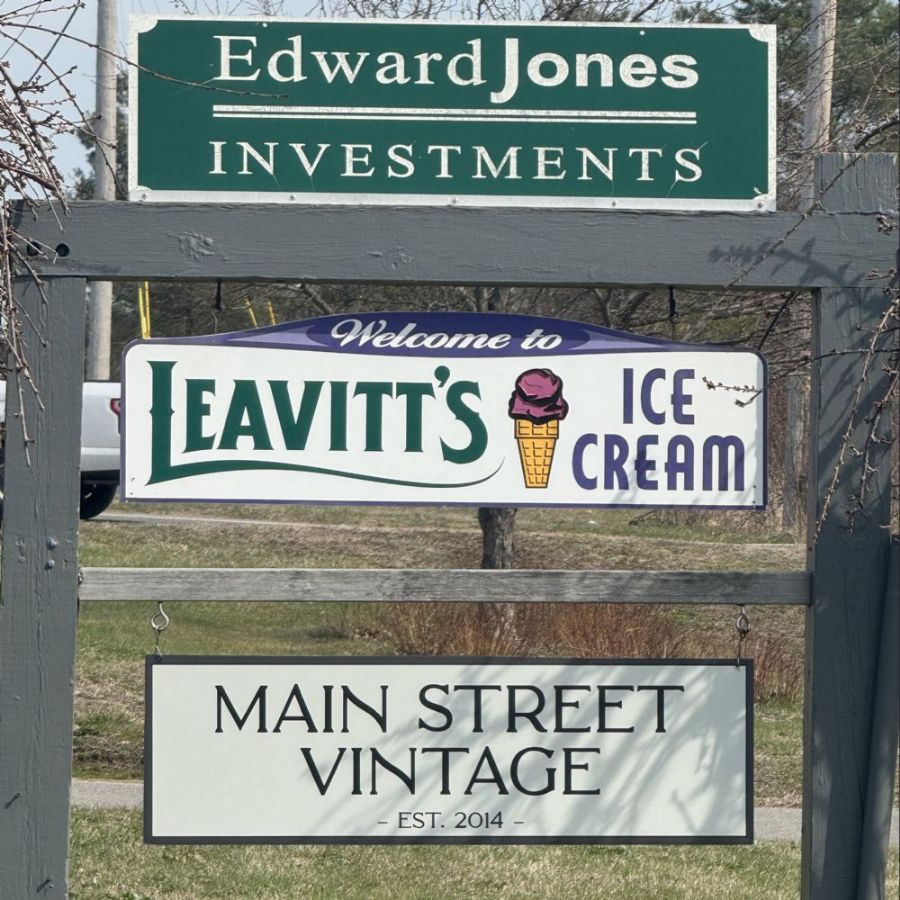 Edward Jones
INVESTMENTS
Welcome to
LEAVITT'S
ICE
CREAM
MAIN STREET
VINTAGE
- EST. 2014 -